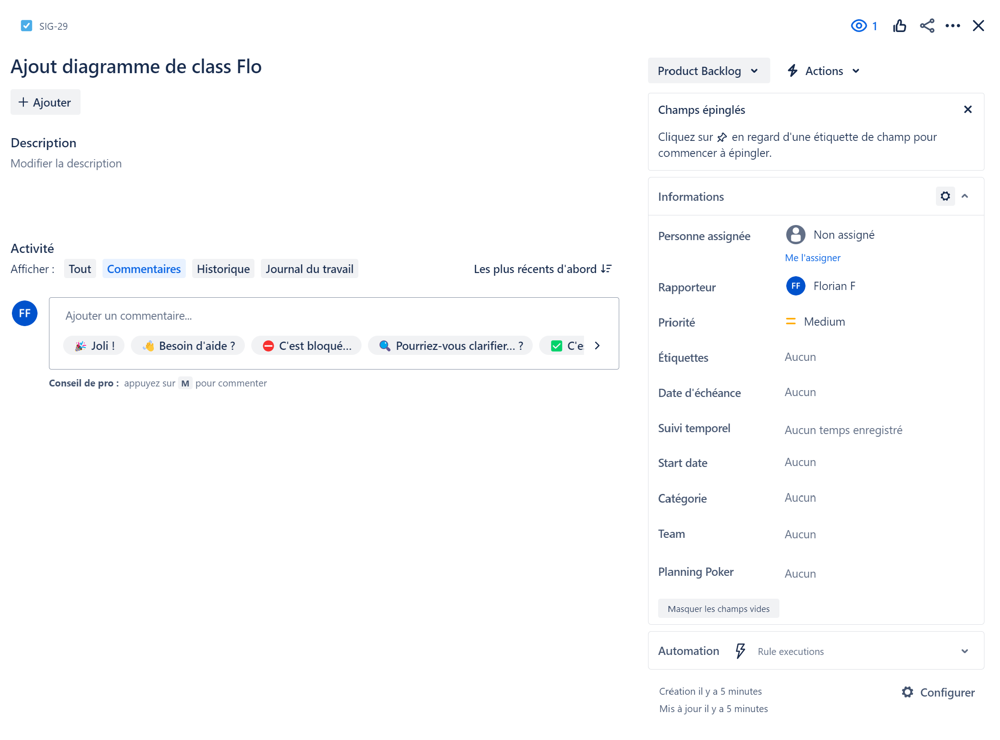 SIG-29
1
Ajout diagramme de class Flo
Ajouter
Description
Modifier la description
Activité
Afficher :
Tout
Commentaires
Historique
Journal du travail
Les plus récents d'abord
FF
Ajouter un commentaire...
Joli !
Besoin d'aide ?
C'est bloqué...
Pourriez-vous clarifier... ?
Conseil de pro : appuyez sur M pour commenter
Product Backlog
Actions
Champs épinglés
Cliquez sur en regard d'une étiquette de champ pour
commencer à épingler.
Informations
Personne assignée
Non assigné
Me l'assigner
Rapporteur
FF
Florian F
Priorité
Medium
Étiquettes
Aucun
Date d'échéance
Aucun
Suivi temporel
Aucun temps enregistré
Start date
Aucun
Catégorie
Aucun
Team
Aucun
Planning Poker
Aucun
Masquer les champs vides
Automation
Rule executions
Création il y a 5 minutes
Configurer
Mis à jour il y a 5 minutes